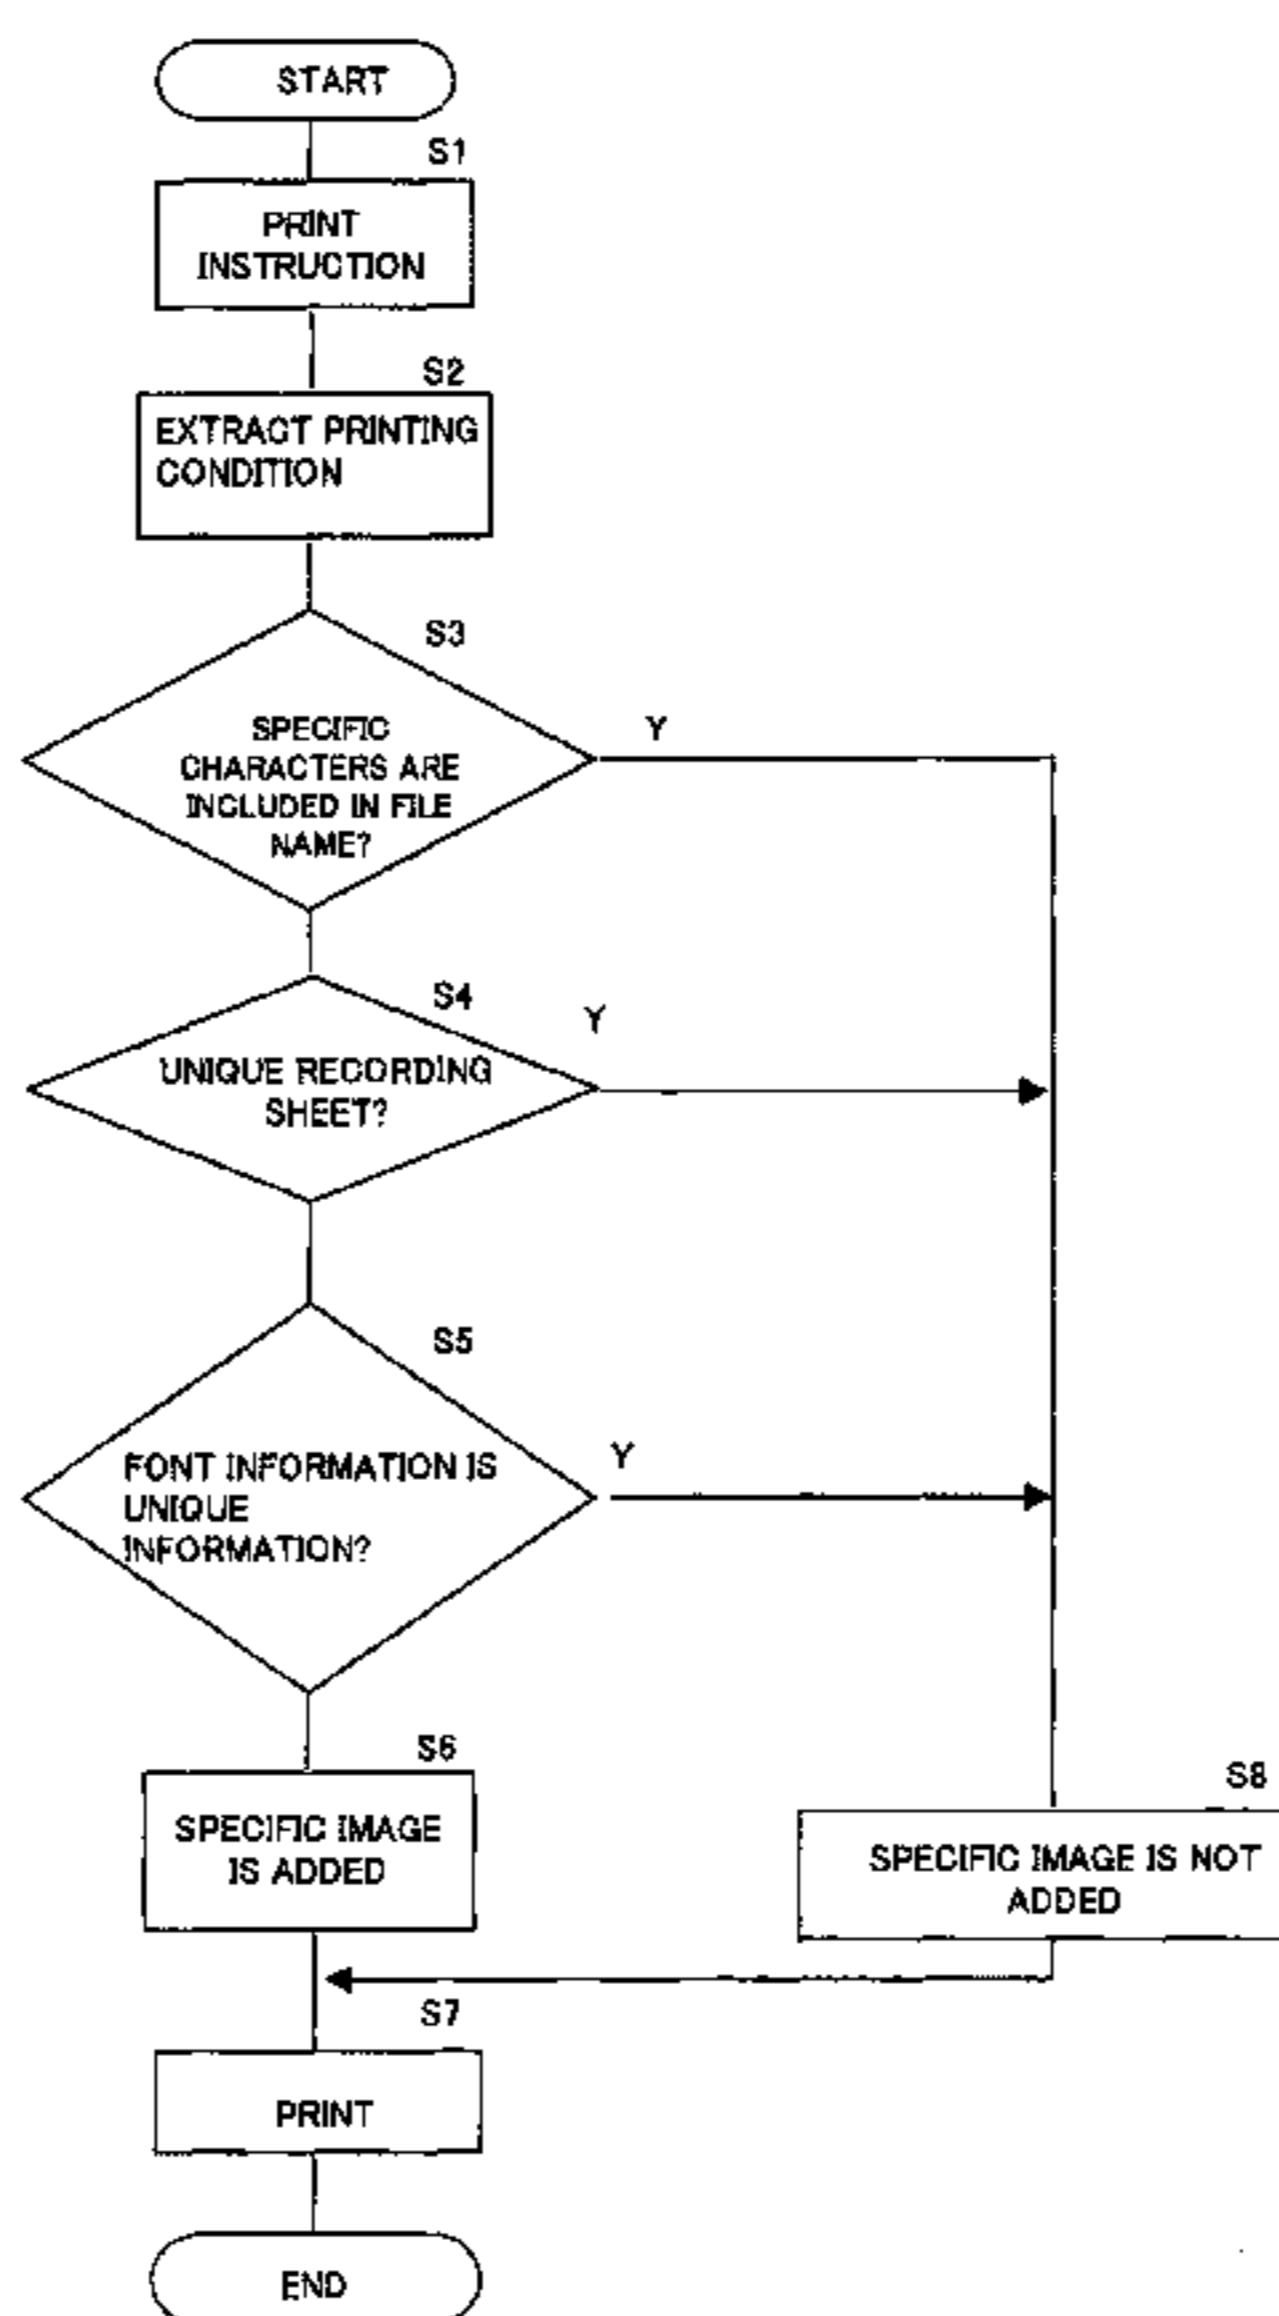 START
S1
PRINT
INSTRUCTION
S2
EXTRACT PRINTING
CONDITION
S3
SPECIFIC
CHARACTERS ARE
INCLUDED IN FILE
NAME?
Y
S4
UNIQUE RECORDING
SHEET?
Y
S5
FONT INFORMATION IS
UNIQUE
INFORMATION?
Y
S6
SPECIFIC IMAGE
IS ADDED
S8
SPECIFIC IMAGE IS NOT
ADDED
S7
PRINT
END